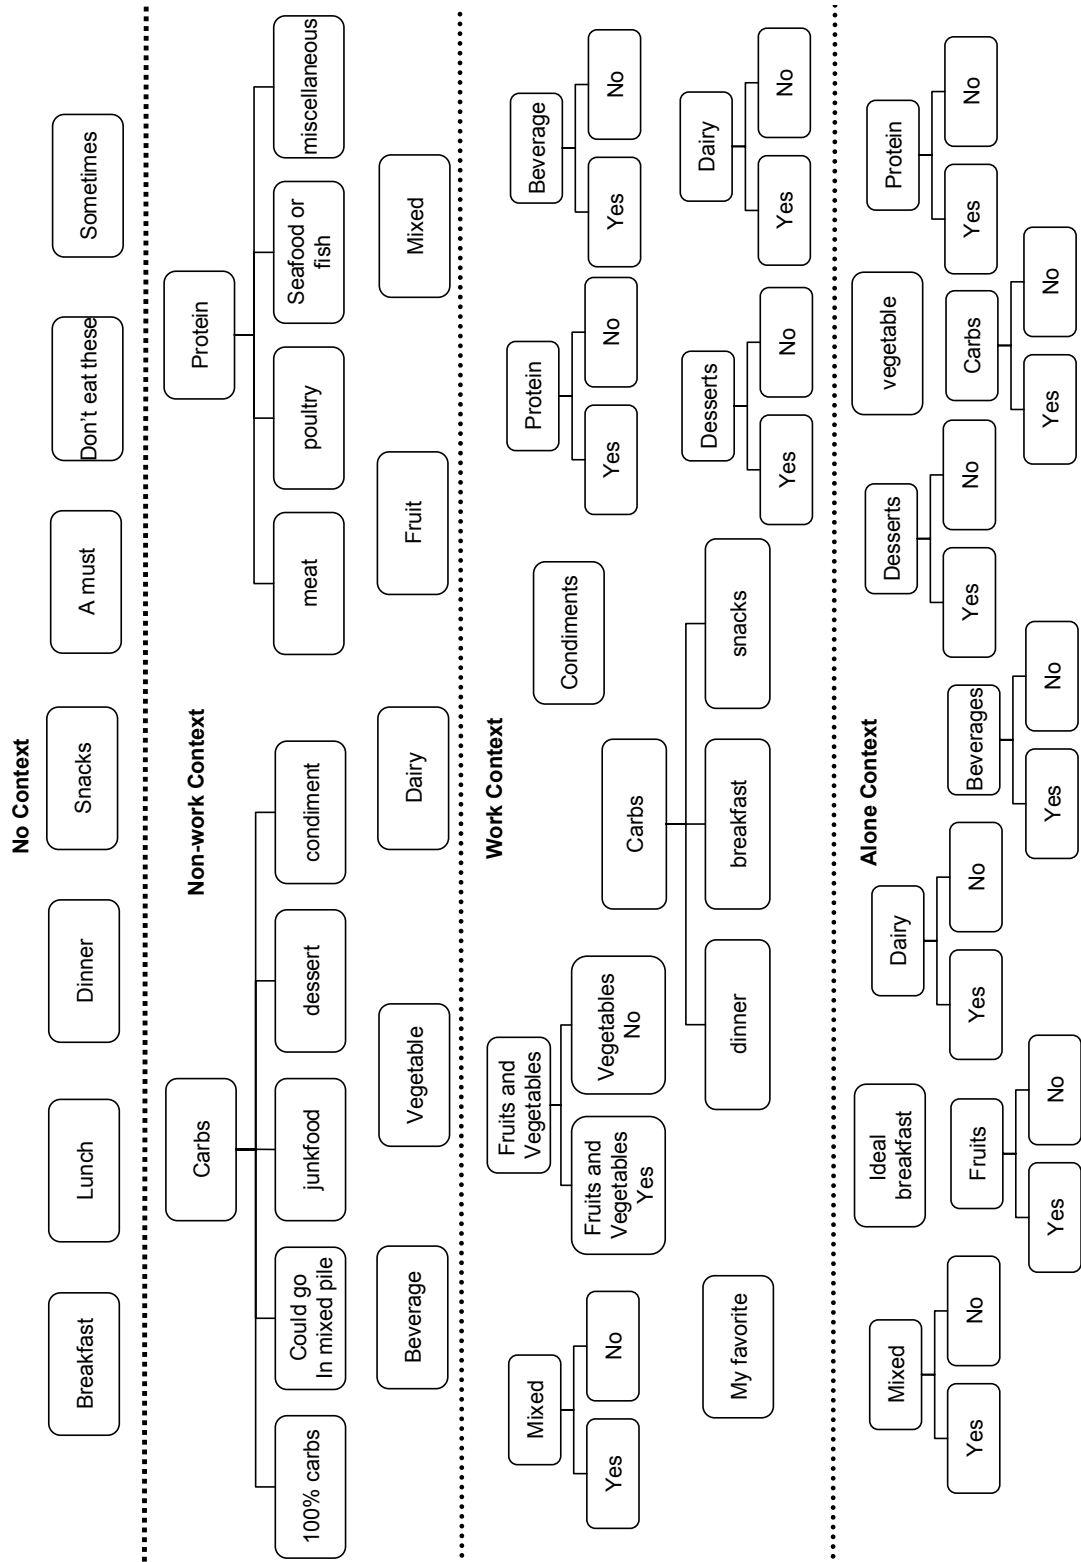 No Context
Breakfast
Lunch
Dinner
Snacks
A must
Don't eat these
Sometimes
Non-work Context
Carbs
100% carbs
Could go
In mixed pile
junkfood
dessert
condiment
Protein
meat
poultry
Seafood or
fish
miscellaneous
Beverage
Vegetable
Dairy
Fruit
Mixed
Work Context
Mixed
Yes
No
Fruits and
Vegetables
Fruits and
Vegetables
Yes
Vegetables
No
Condiments
Protein
Yes
No
Beverage
Yes
No
My favorite
Carbs
dinner
breakfast
snacks
Desserts
Yes
No
Dairy
Yes
No
Alone Context
Mixed
Yes
No
Ideal
breakfast
Fruits
Yes
No
Dairy
Yes
No
Beverages
Yes
No
Desserts
Yes
No
vegetable
Carbs
Yes
No
Protein
Yes
No